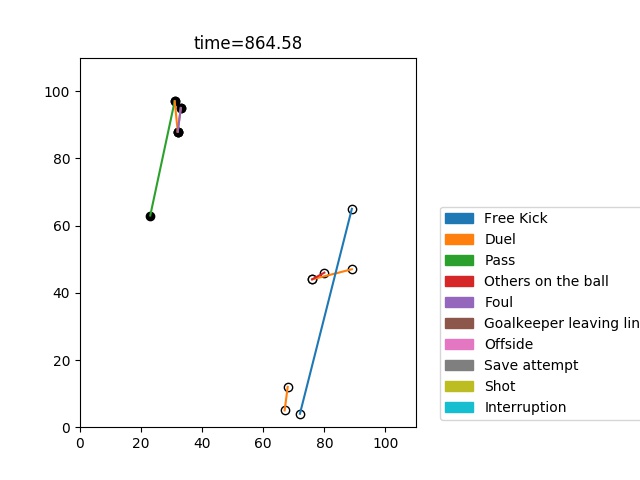 time=864.58
100
80
60
40
20
0
0 20 40 60 80 100
Free Kick
Duel
Pass
Others on the ball
Foul
Goalkeeper leaving lin
Offside
Save attempt
Shot
Interruption